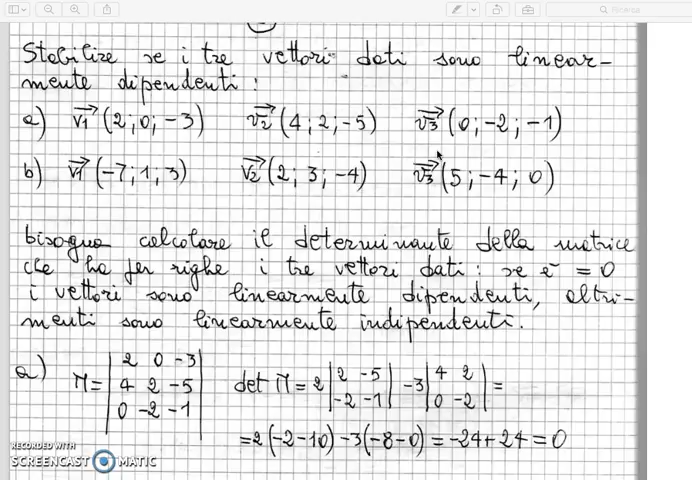 Ricerca
Stabilire se i tre vettori dati sono linear-
mente dipendenti:
a) v1 (2; 0; -3) v2 (4; 2; -5) v3 (0; -2; -1)
b) v1 (-7; 1; 3) v2 (2; 3; -4) v3 (5; -4; 0)
bisogna calcolare il determinante della matrice
che ha per righe i tre vettori dati: se è = 0
i vettori sono linearmente dipendenti, altri-
menti sono linearmente indipendenti.
a) M = | 2 0 -3 |
| 4 2 -5 |
| 0 -2 -1 |
det M = 2 | 2 -5 | -3 | 4 2 | =
| -2 -1 | | 0 -2 |
= 2 (-2 - 10) - 3 (-8 - 0) = -24 + 24 = 0
RECORDED WITH
SCREENCAST MATIC